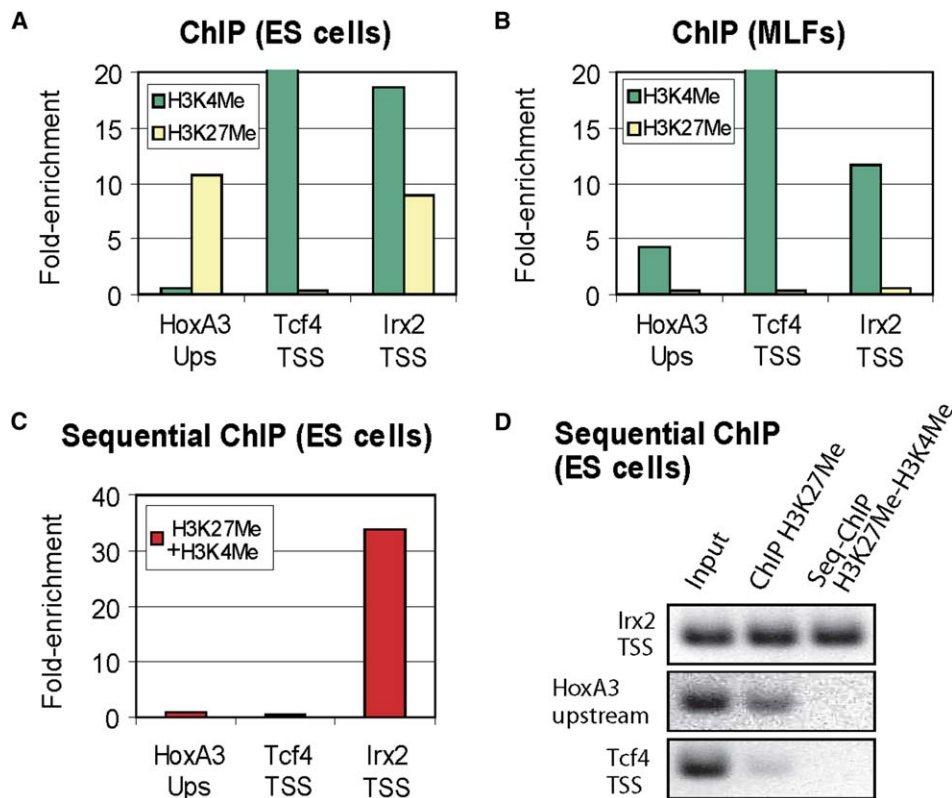 A
ChIP (ES cells)
Fold-enrichment
20
15
10
5
0
H3K4Me
H3K27Me
HoxA3
Ups
Tcf4
TSS
Irx2
TSS
B
ChIP (MLFs)
Fold-enrichment
20
15
10
5
0
H3K4Me
H3K27Me
HoxA3
Ups
Tcf4
TSS
Irx2
TSS
C
Sequential ChIP (ES cells)
Fold-enrichment
40
30
20
10
0
H3K27Me
+H3K4Me
HoxA3
Ups
Tcf4
TSS
Irx2
TSS
D
Sequential ChIP
(ES cells)
Input
ChIP H3K27Me
Seq-ChIP
H3K27Me-H3K4Me
Irx2
TSS
HoxA3
upstream
Tcf4
TSS